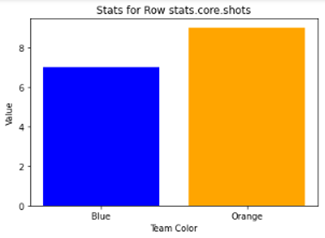 Stats for Row stats.core.shots
8
6
4
2
0
Value
Blue
Orange
Team Color